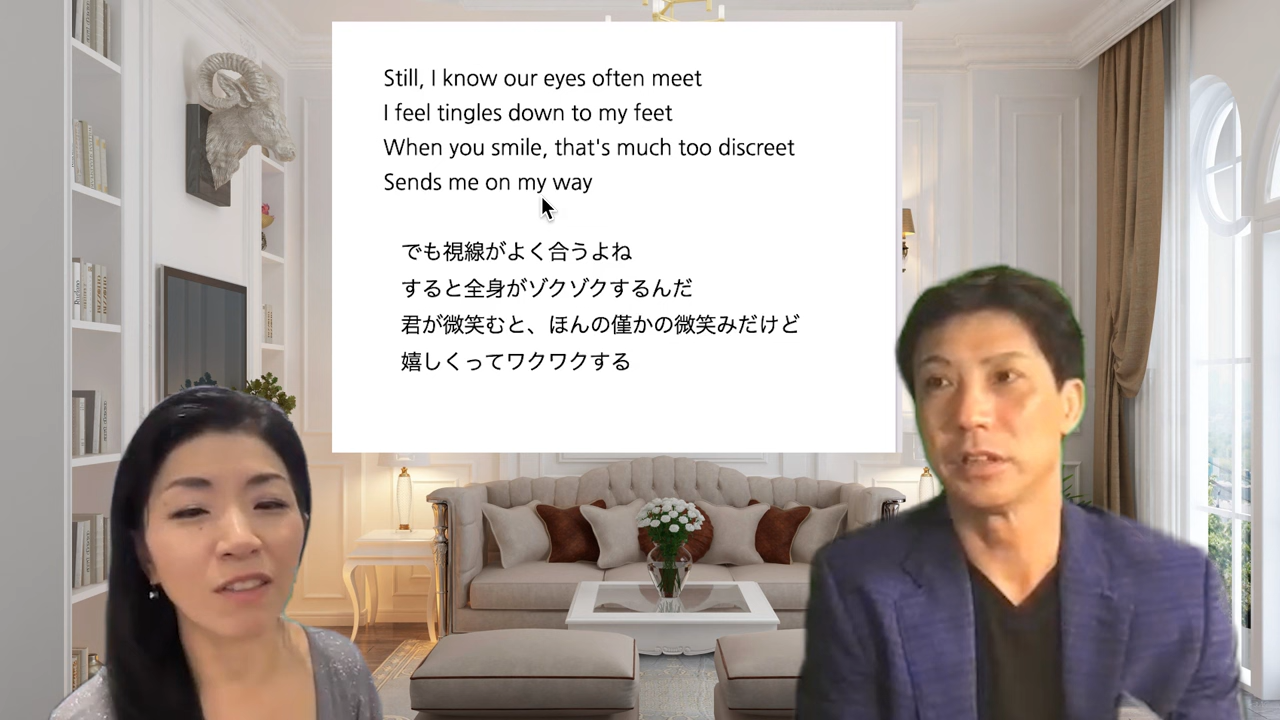 Still, I know our eyes often meet
I feel tingles down to my feet
When you smile, that's much too discreet
Sends me on my way
でも視線がよく合うよね
すると全身がゾクゾクするんだ
君が微笑むと、ほんの僅かの微笑みだけど
嬉しくってワクワクする